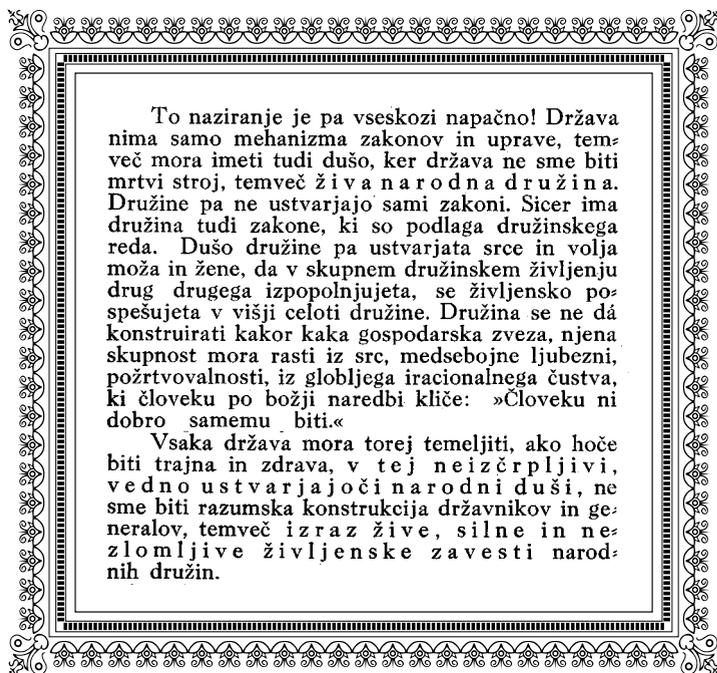 To naziranje je pa vseskozi napačno! Država
nima samo mehanizma zakonov in uprave, tem⸗
več mora imeti tudi dušo, ker država ne sme biti
mrtvi stroj, temveč živa narodna družina.
Družine pa ne ustvarjajo sami zakoni. Sicer ima
družina tudi zakone, ki so podlaga družinskega
reda. Dušo družine pa ustvarjata srce in volja
moža in žene, da v skupnem družinskem življenju
drug drugega izpopolnjujeta, se življensko po⸗
spešujeta v višji celoti družine. Družina se ne dá
konstruirati kakor kaka gospodarska zveza, njena
skupnost mora rasti iz src, medsebojne ljubezni,
požrtvovalnosti, iz globljega iracionalnega čustva,
ki človeku po božji naredbi kliče: »Človeku ni
dobro samemu biti.«
Vsaka država mora torej temeljiti, ako hoče
biti trajna in zdrava, v tej neizčrpljivi,
vedno ustvarjajoči narodni duši, ne
sme biti razumska konstrukcija državnikov in ge⸗
neralov, temveč izraz žive, silne in ne⸗
zlomljive življenske zavesti narod⸗
nih družin.